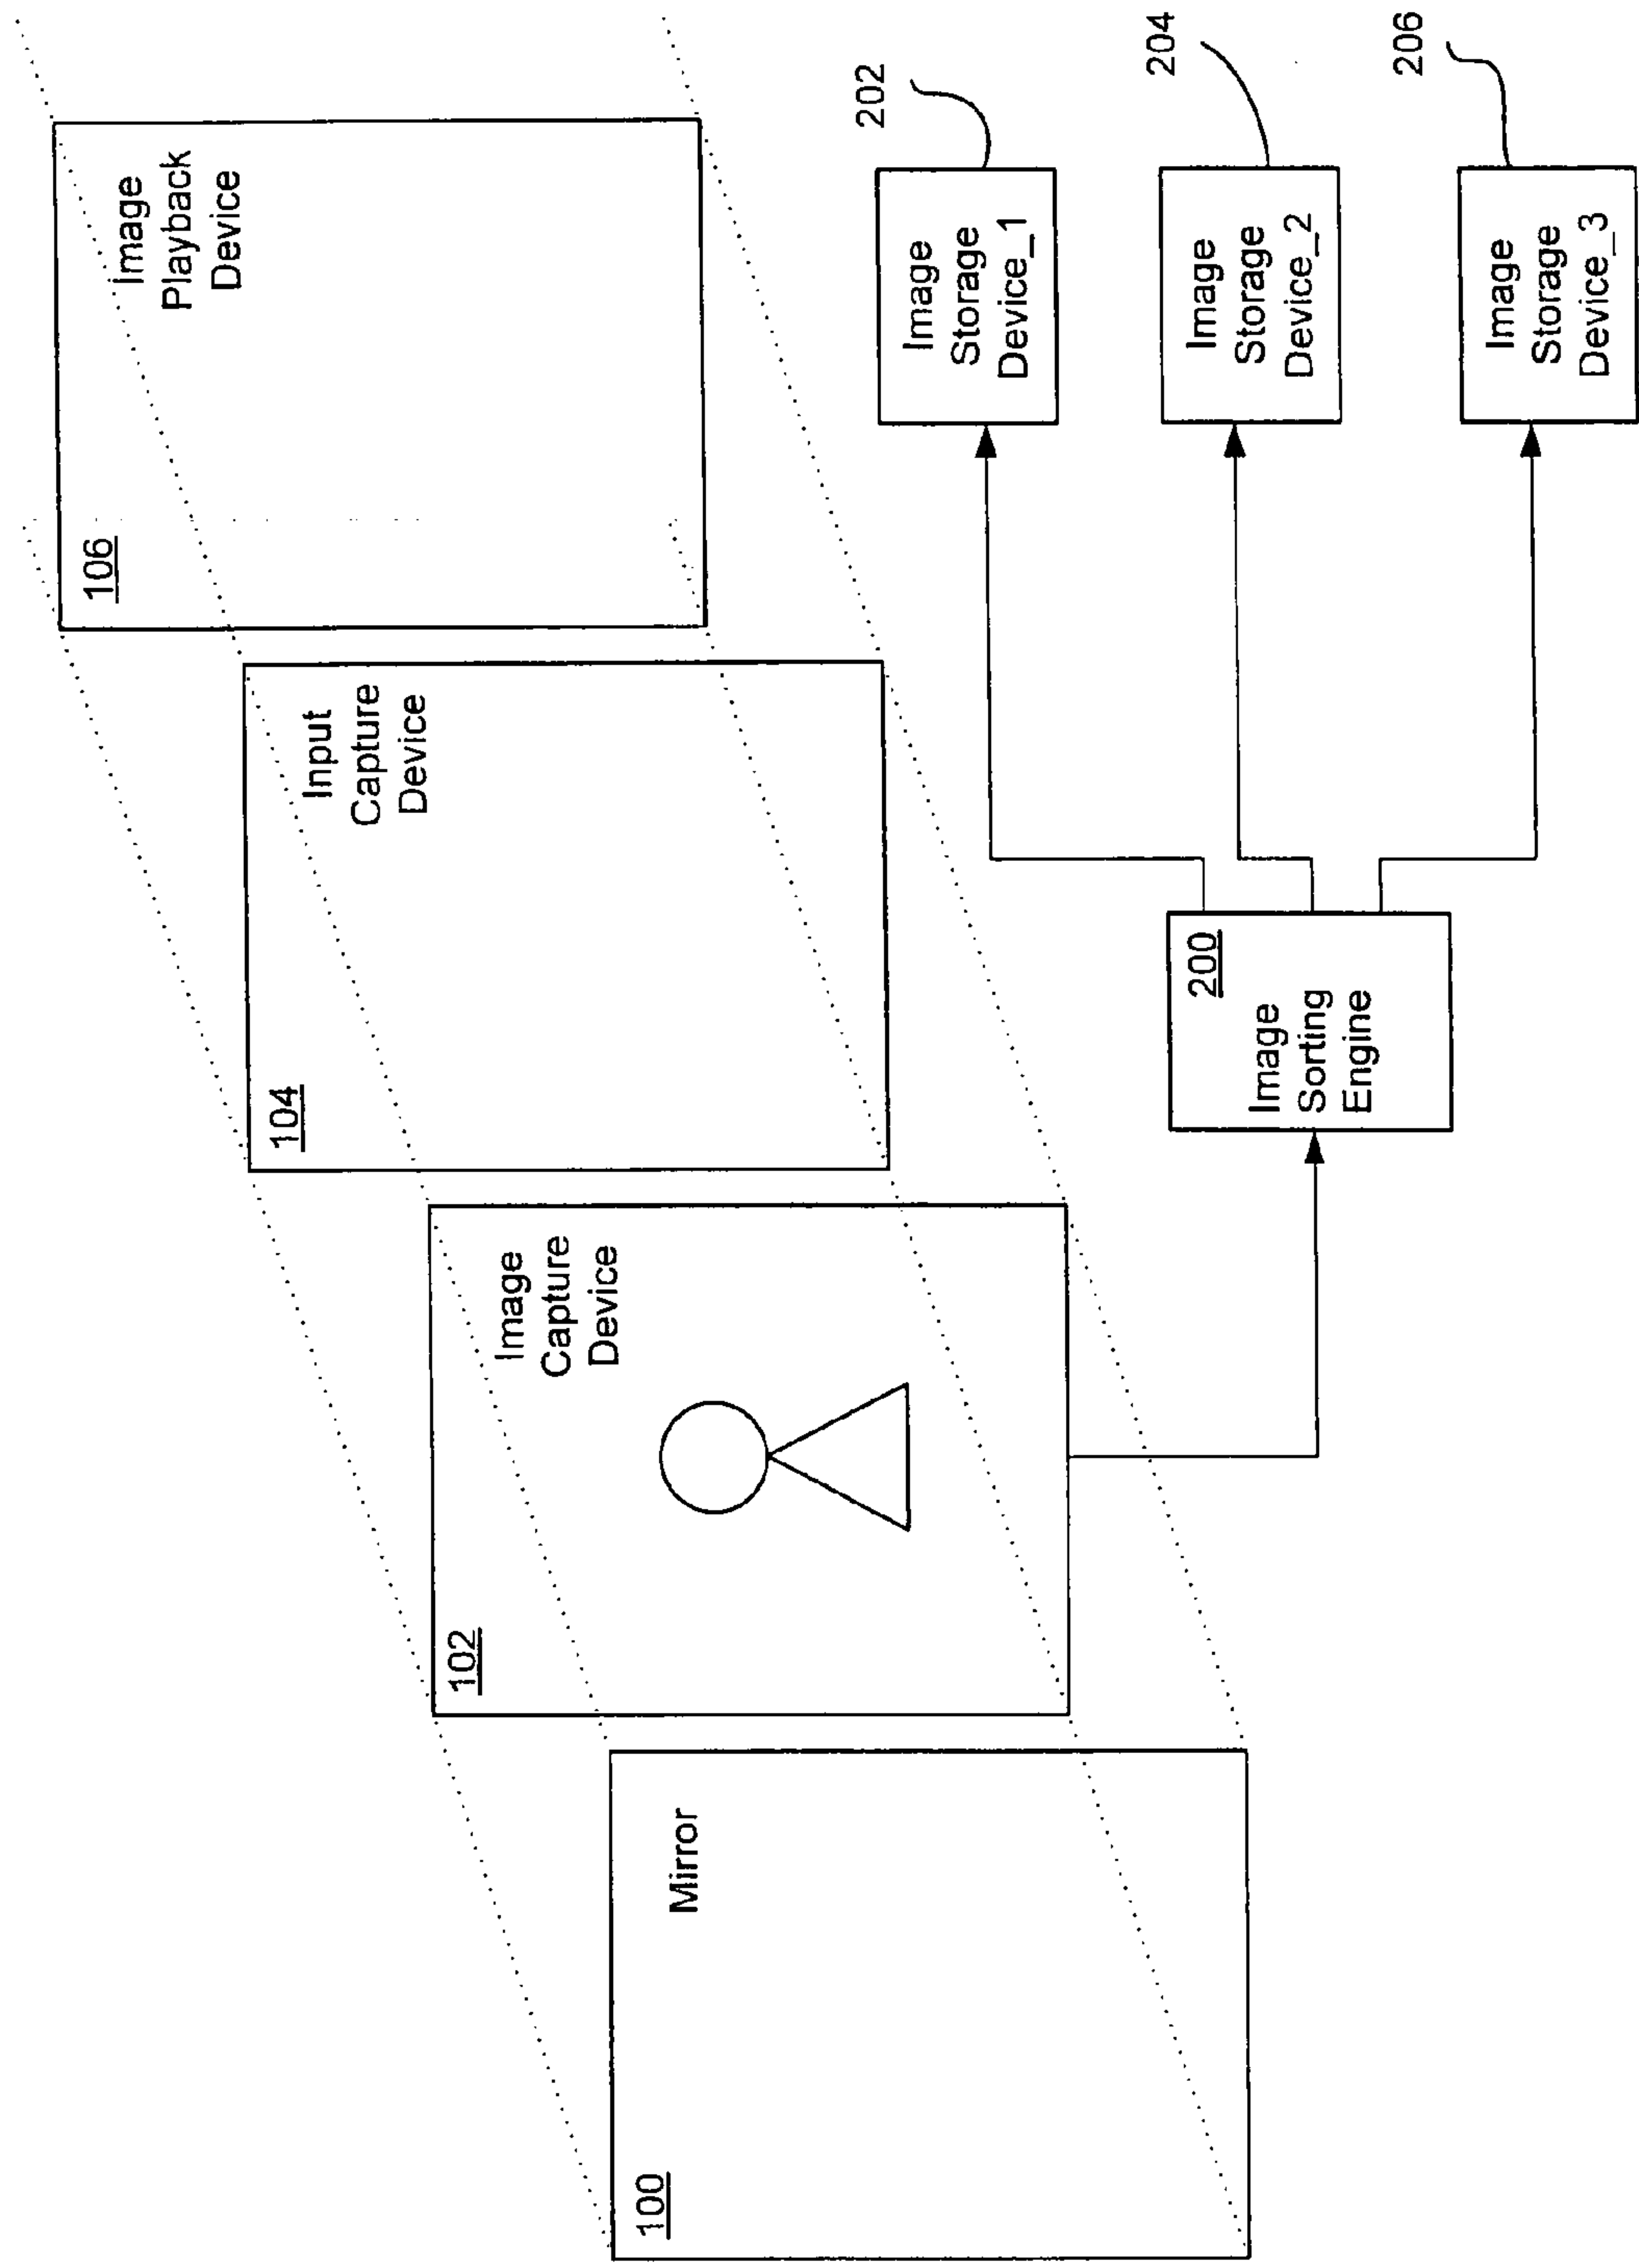 100
Mirror
102
Image
Capture
Device
104
Input
Capture
Device
106
Image
Playback
Device
200
Image
Sorting
Engine
202
Image
Storage
Device_1
204
Image
Storage
Device_2
206
Image
Storage
Device_3